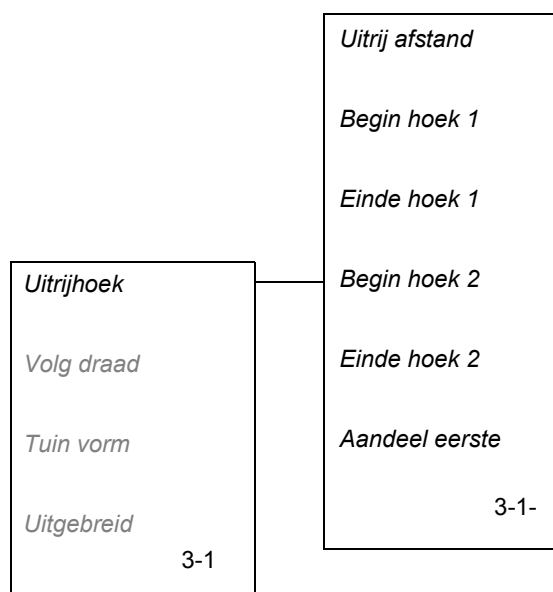 Uitrijhoek
Volg draad
Tuin vorm
Uitgebreid
3-1
Uitrij afstand
Begin hoek 1
Einde hoek 1
Begin hoek 2
Einde hoek 2
Aandeel eerste
3-1-